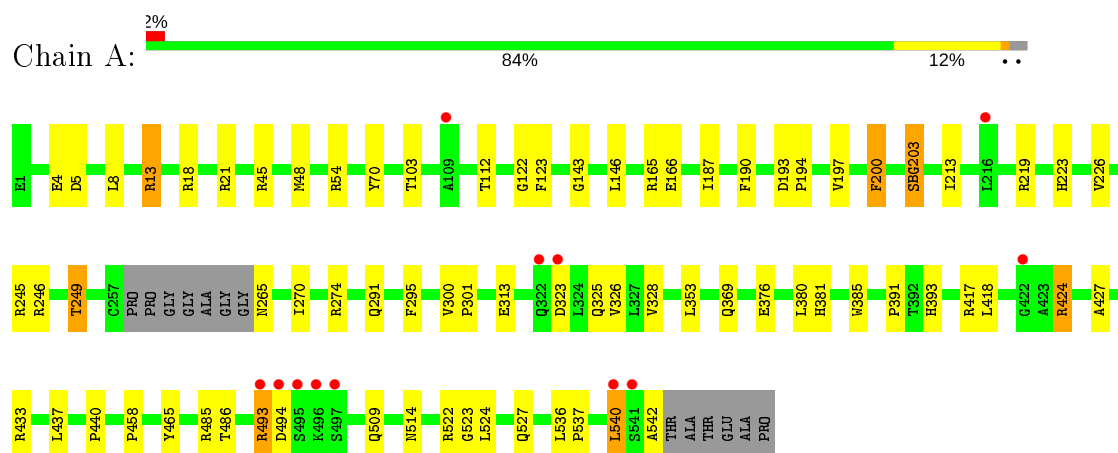 2%
Chain A:
84% 12% • •
E1 E4 D5 L8 R13 R18 R21 R45 M48 R54 Y70 T103 A109 T112 G122 F123 G143 L146 R165 E166 I187 F190 D193 P194 V197 F200 SBG203 I213 L216 R219 H223 V226
R245 R246 T249 C257 PRO PRO GLY GLY ALA GLY GLY N265 I270 R274 Q291 F295 V300 P301 E313 Q322 D323 L324 Q325 V326 L327 V328 L353 Q369 E376 L380 H381 W385 P391 T392 H393 R417 L418 G422 A423 R424 A427
R433 L437 P440 P458 Y465 R485 T486 R493 D494 S495 K496 S497 Q509 N514 R522 G523 L524 Q527 L536 P537 L540 S541 A542 THR ALA THR GLU ALA PRO